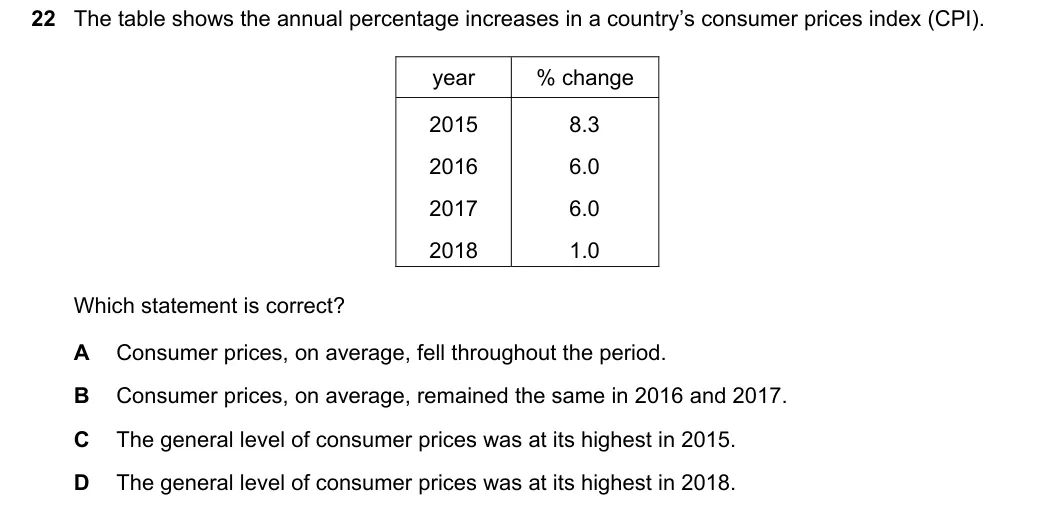 22 The table shows the annual percentage increases in a country's consumer prices index (CPI).
year % change
2015 8.3
2016 6.0
2017 6.0
2018 1.0
Which statement is correct?
A Consumer prices, on average, fell throughout the period.
B Consumer prices, on average, remained the same in 2016 and 2017.
C The general level of consumer prices was at its highest in 2015.
D The general level of consumer prices was at its highest in 2018.